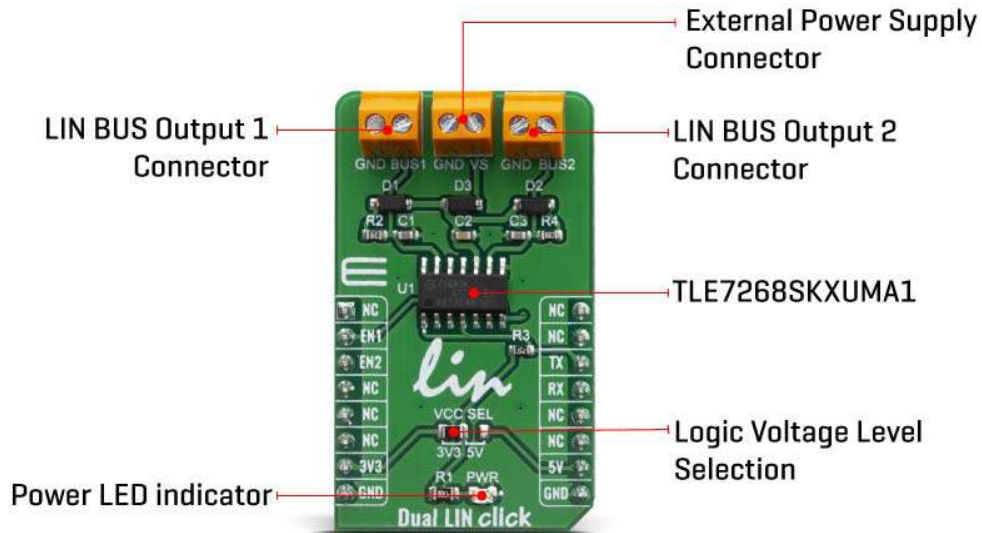 External Power Supply
Connector
LIN BUS Output 1
Connector
LIN BUS Output 2
Connector
GND BUS1
GND VS
GND BUS2
D1
D3
D2
R2
C1
C2
C3
R4
U1
TLE7268SKXUMA1
NC
EN1
EN2
NC
NC
NC
3V3
GND
NC
NC
TX
RX
NC
NC
5V
GND
R3
lin
VCC SEL
3V3
5V
Logic Voltage Level
Selection
Power LED indicator
R1
PWR
Dual LIN click